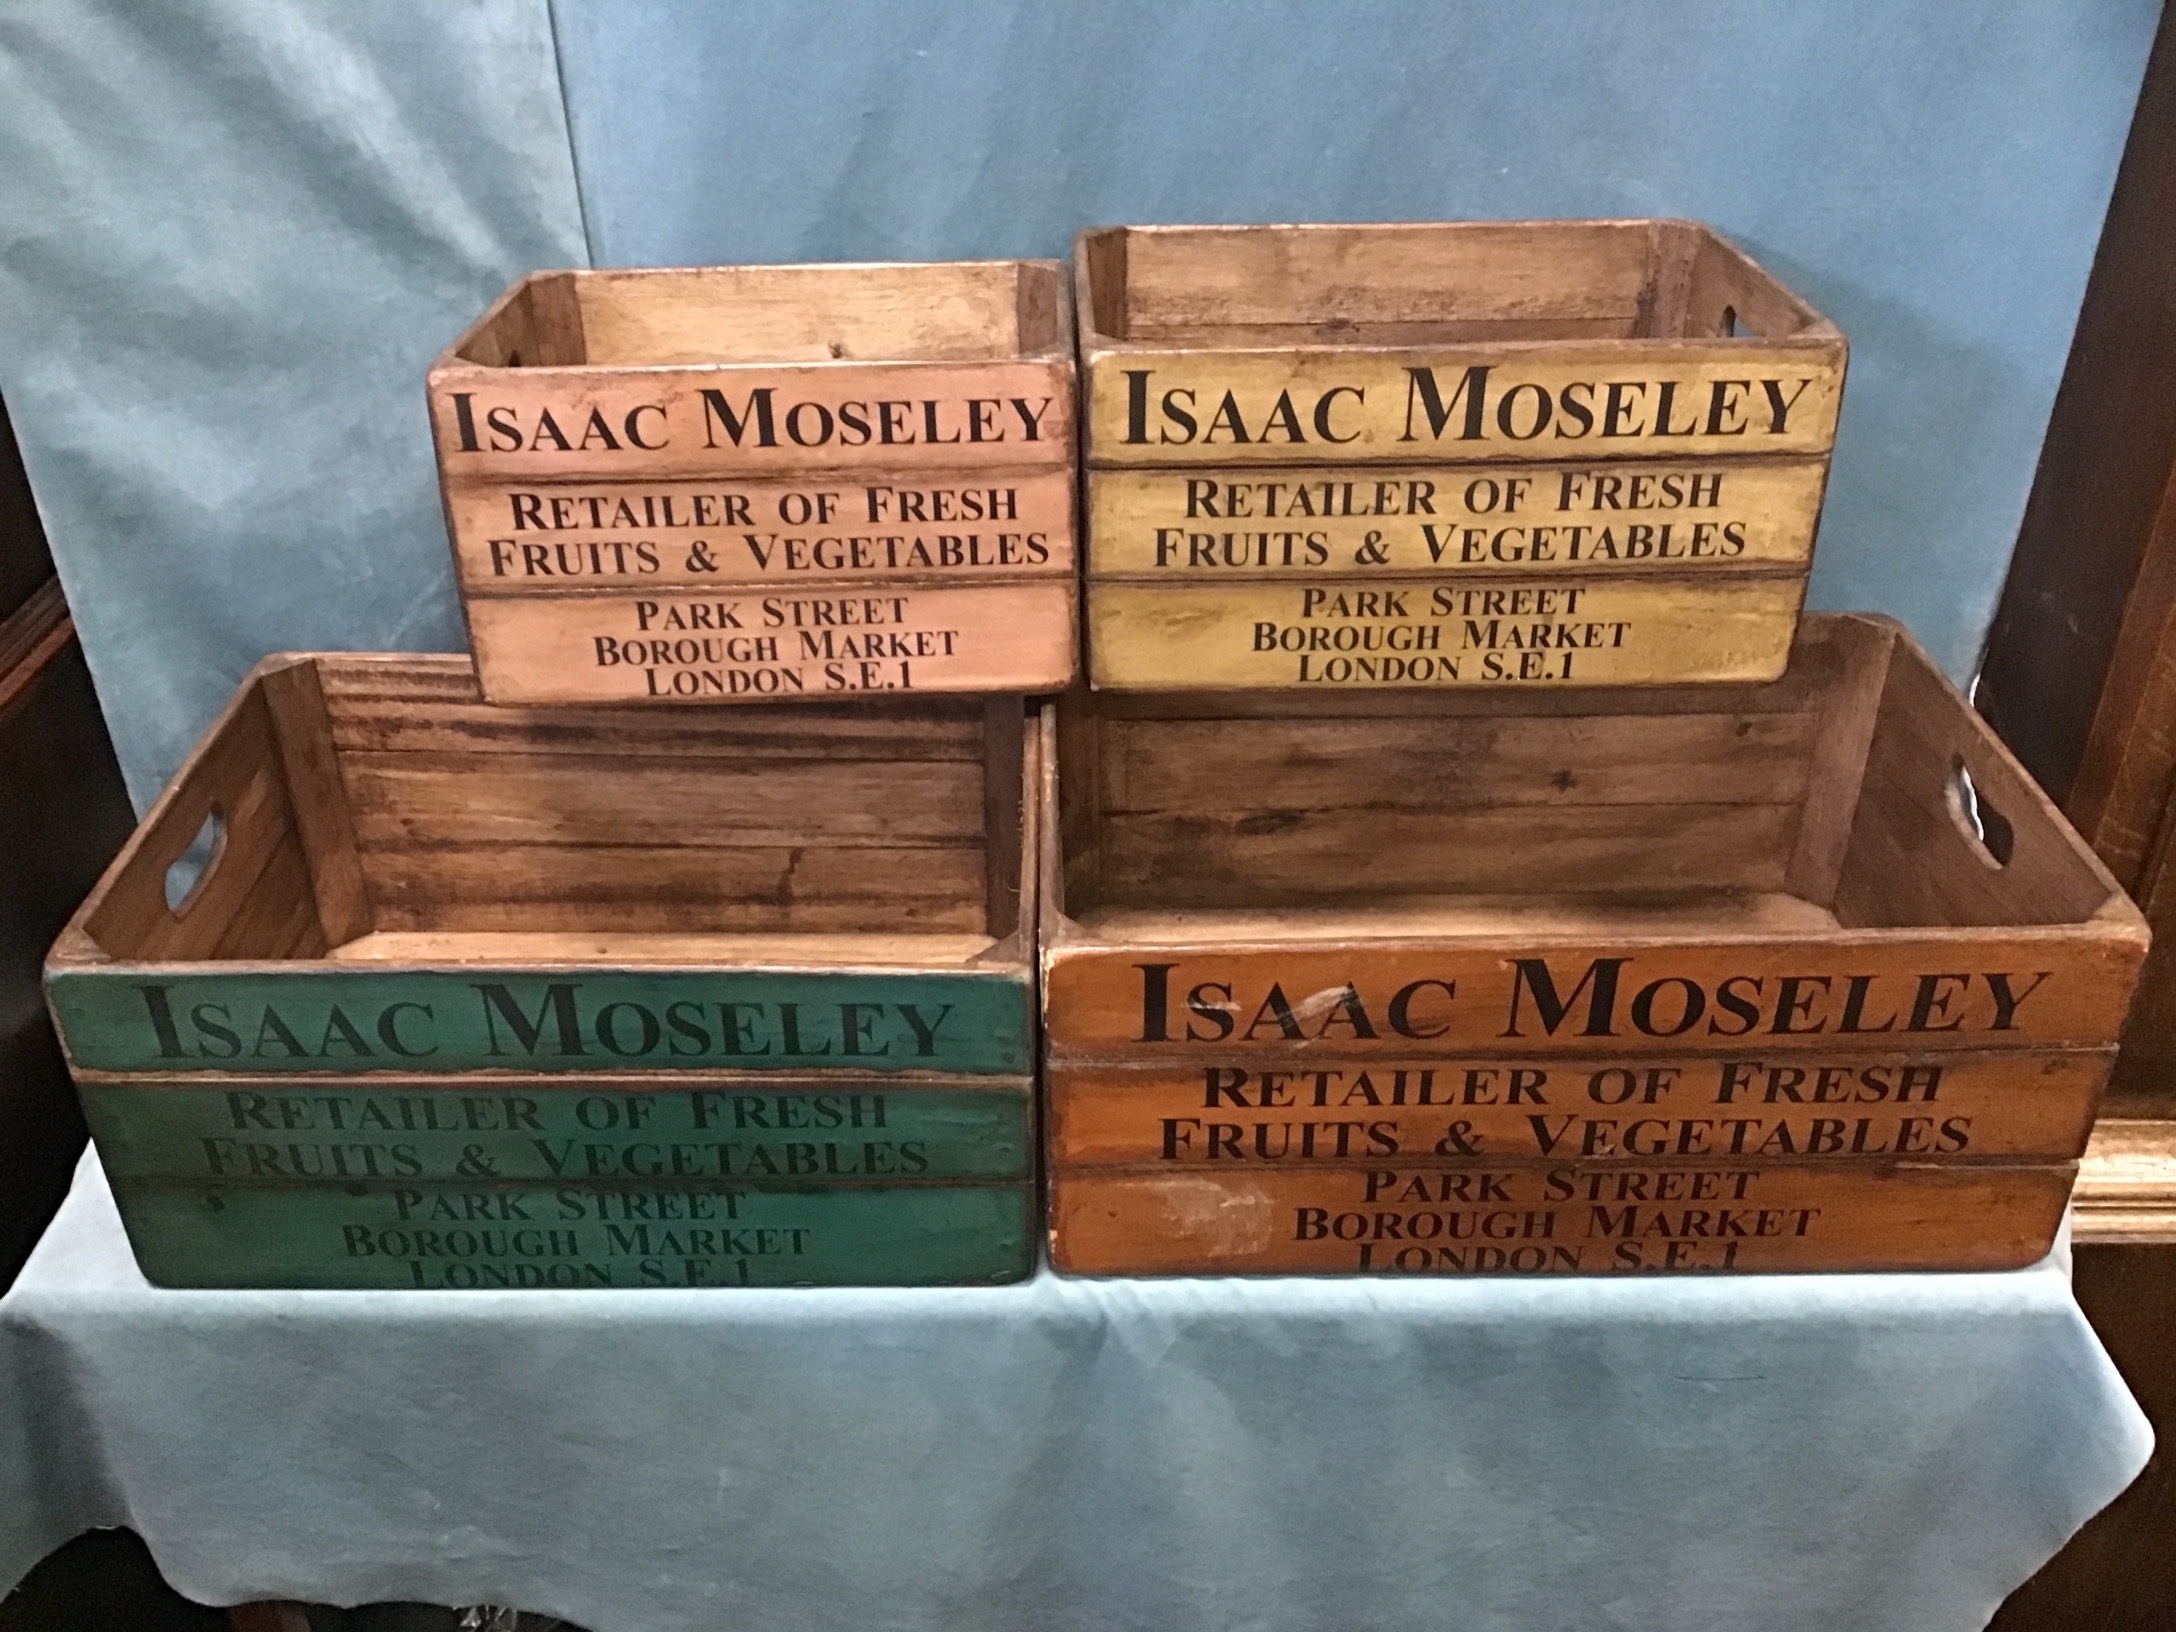 ISAAC MOSELEY
RETAILER OF FRESH
FRUITS & VEGETABLES
PARK STREET
BOROUGH MARKET
LONDON S.E.1
ISAAC MOSELEY
RETAILER OF FRESH
FRUITS & VEGETABLES
PARK STREET
BOROUGH MARKET
LONDON S.E.1
ISAAC MOSELEY
RETAILER OF FRESH
FRUITS & VEGETABLES
PARK STREET
BOROUGH MARKET
LONDON S.E.1
ISAAC MOSELEY
RETAILER OF FRESH
FRUITS & VEGETABLES
PARK STREET
BOROUGH MARKET
LONDON S.E.1